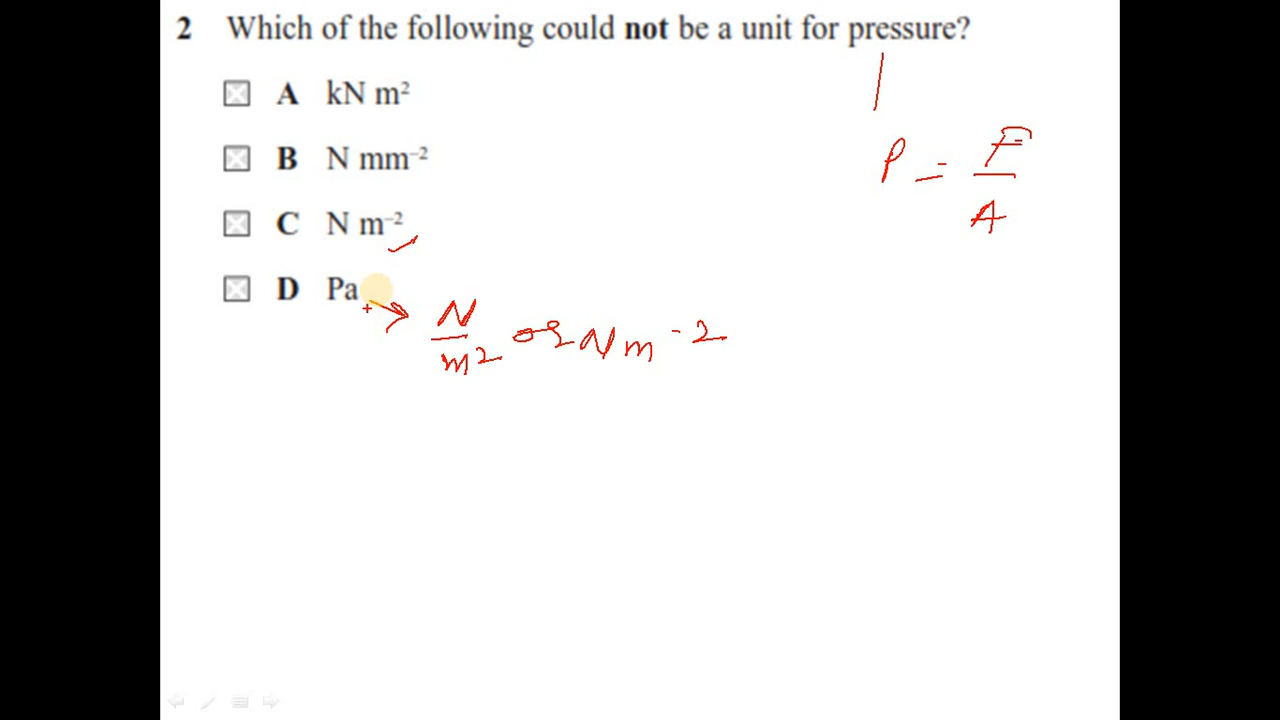 2 Which of the following could not be a unit for pressure?
A kN m²
B N mm⁻²
C N m⁻²
D Pa
P = F/A
N/m² or N m⁻²